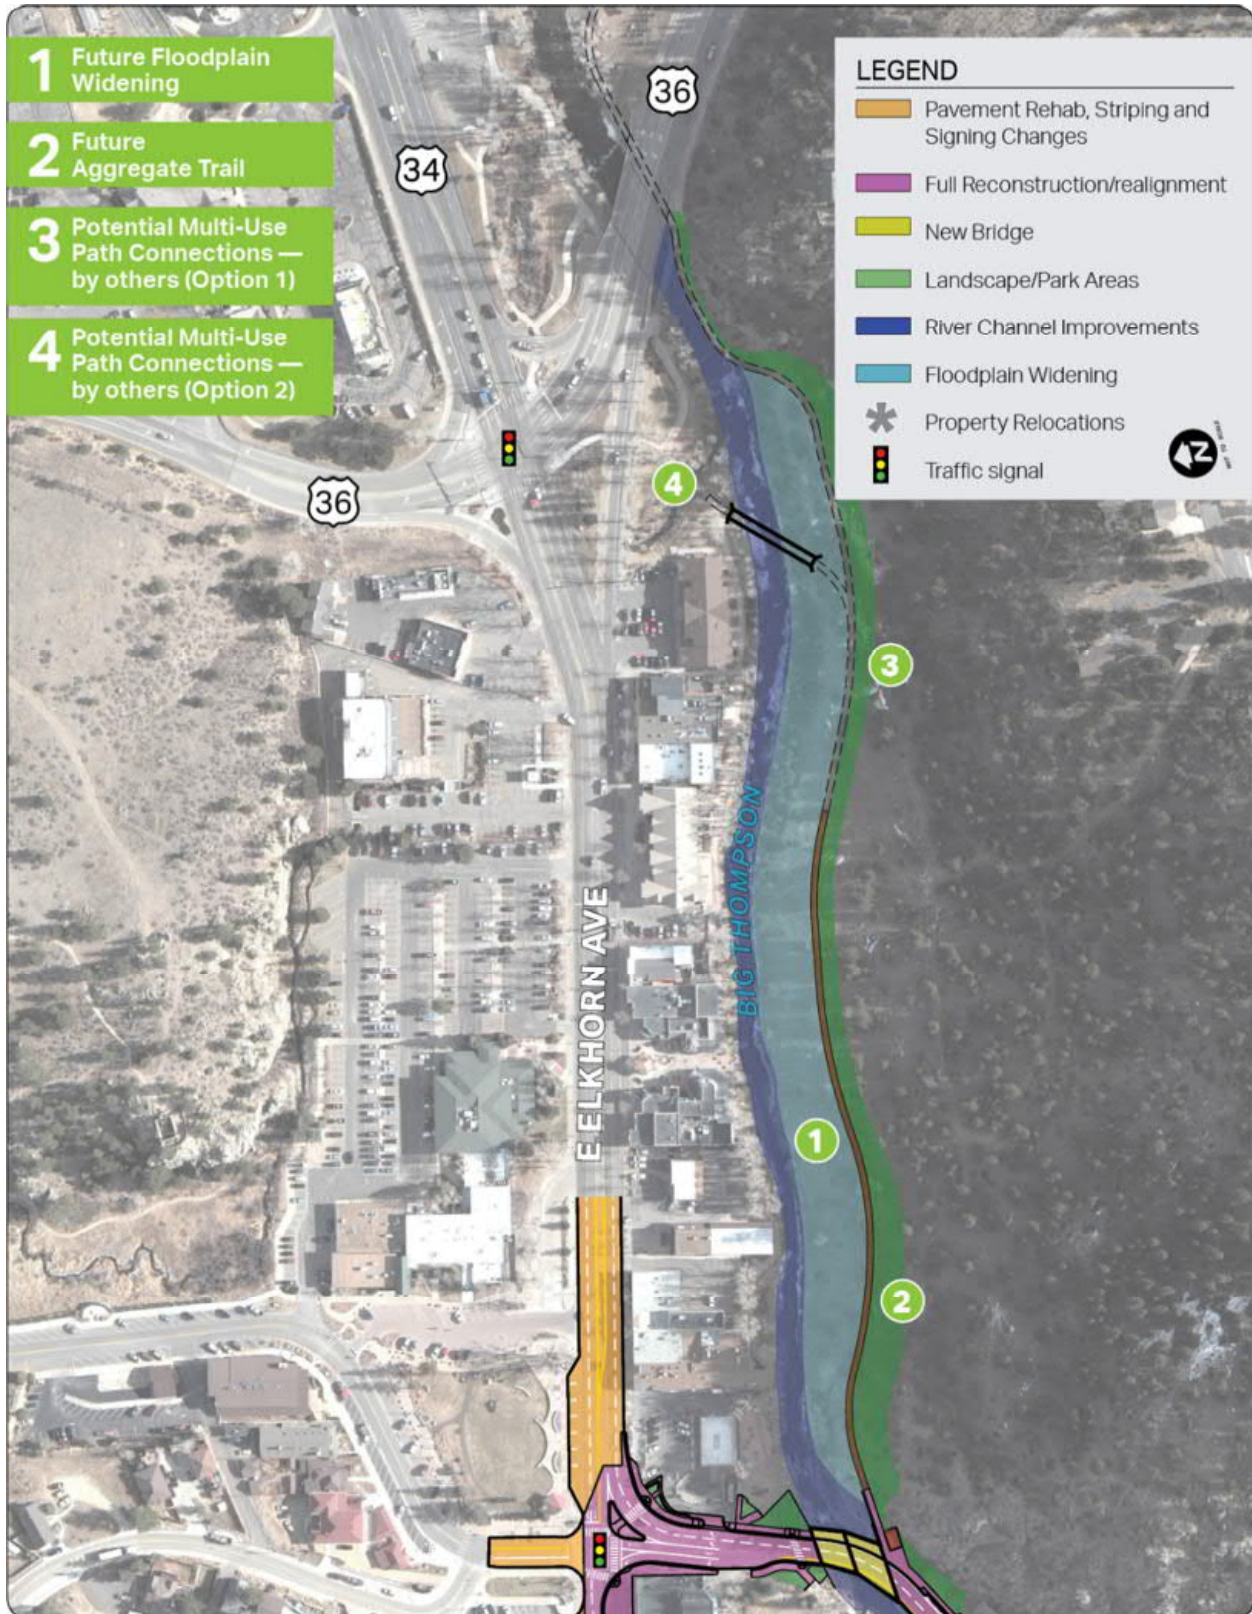 1 Future Floodplain
Widening
2 Future
Aggregate Trail
3 Potential Multi-Use
Path Connections —
by others (Option 1)
4 Potential Multi-Use
Path Connections —
by others (Option 2)
36
34
36
LEGEND
Pavement Rehab, Striping and
Signing Changes
Full Reconstruction/realignment
New Bridge
Landscape/Park Areas
River Channel Improvements
Floodplain Widening
Property Relocations
Traffic signal
N
NOT TO SCALE
4
3
BIG THOMPSON
E ELKHORN AVE
1
2